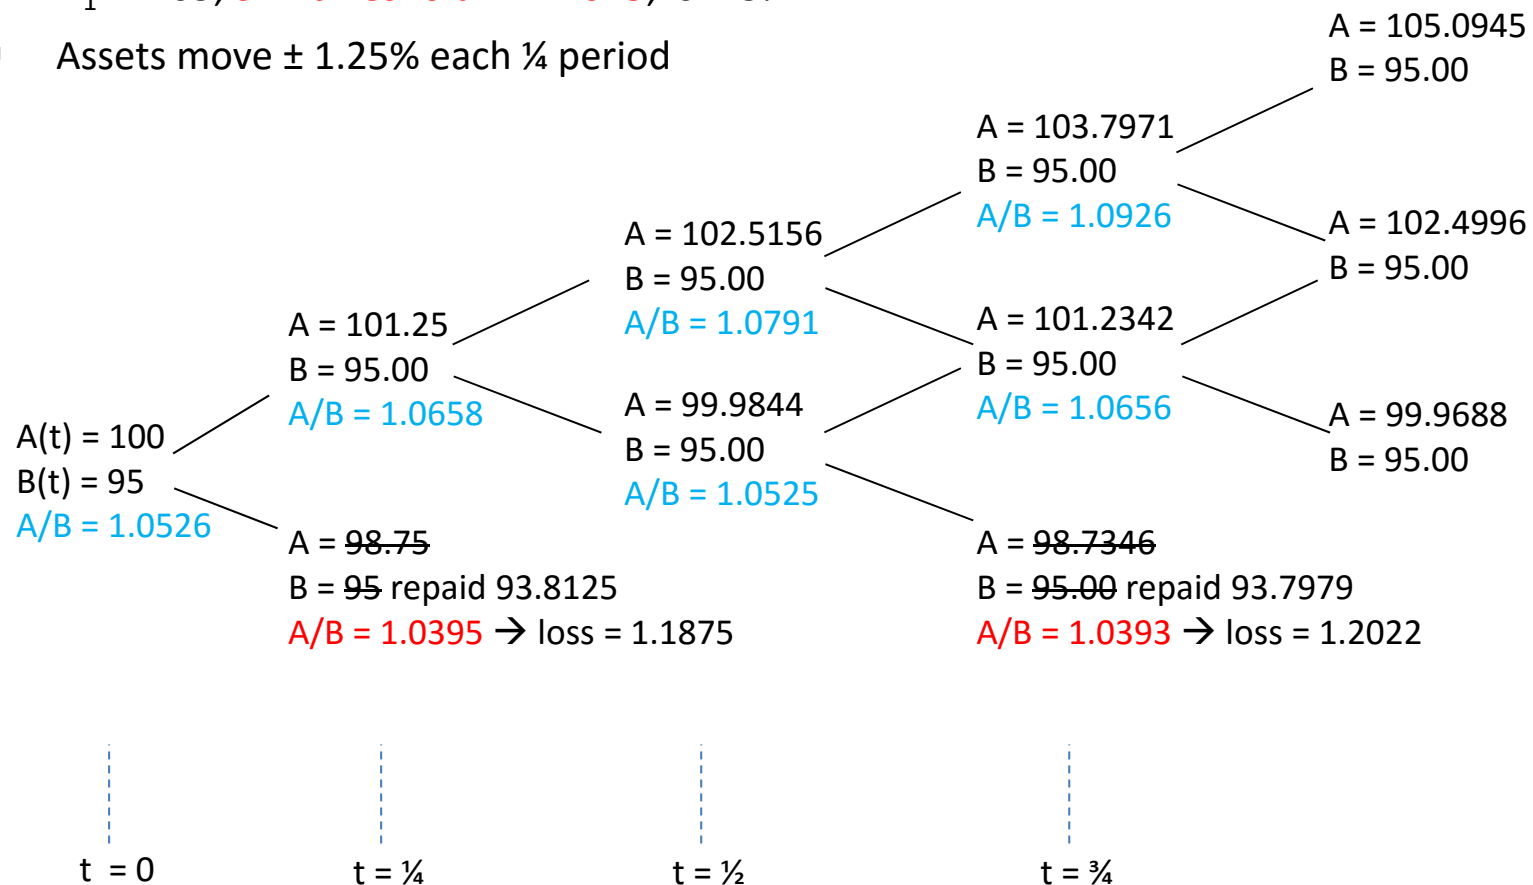 1
Assets move ± 1.25% each ¼ period
A = 105.0945
B = 95.00
A = 103.7971
B = 95.00
A/B = 1.0926
A = 102.4996
B = 95.00
A = 102.5156
B = 95.00
A/B = 1.0791
A = 101.2342
B = 95.00
A/B = 1.0656
A = 101.25
B = 95.00
A/B = 1.0658
A = 99.9844
B = 95.00
A/B = 1.0525
A = 99.9688
B = 95.00
A(t) = 100
B(t) = 95
A/B = 1.0526
A = 98.75
B = 95 repaid 93.8125
A/B = 1.0395 → loss = 1.1875
A = 98.7346
B = 95.00 repaid 93.7979
A/B = 1.0393 → loss = 1.2022
t = 0
t = ¼
t = ½
t = ¾